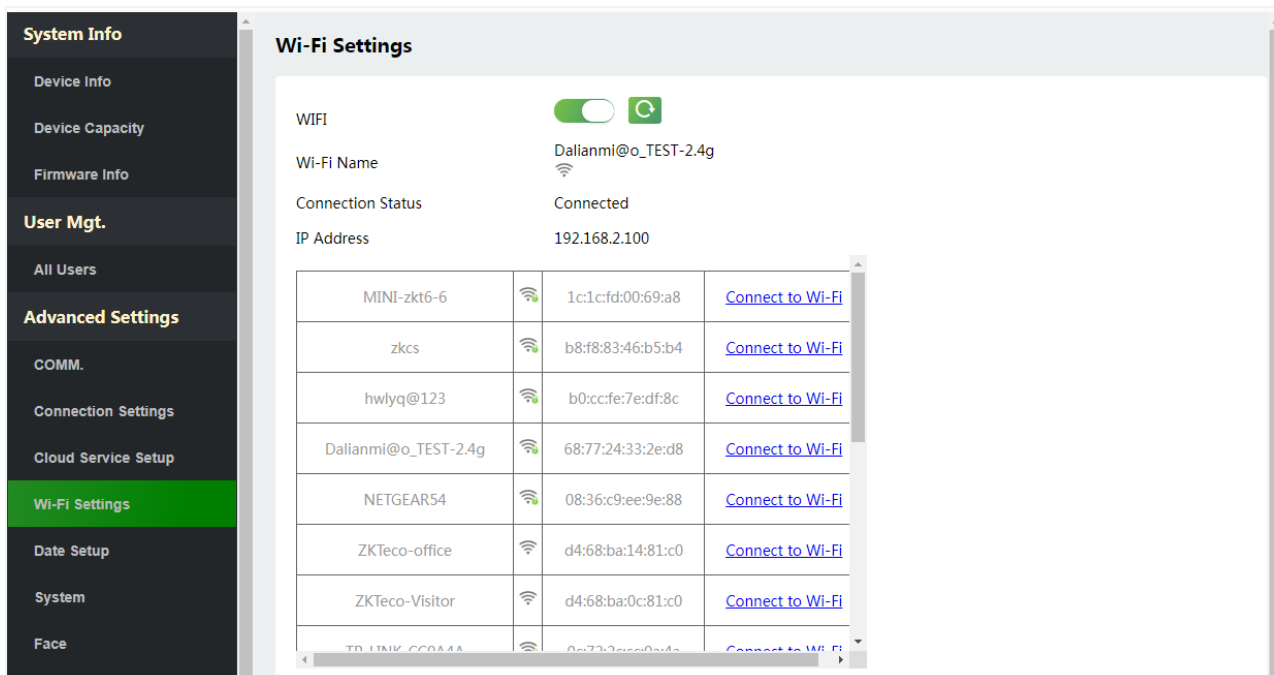 System Info
Device Info
Device Capacity
Firmware Info
User Mgt.
All Users
Advanced Settings
COMM.
Connection Settings
Cloud Service Setup
Wi-Fi Settings
Date Setup
System
Face
Wi-Fi Settings
WIFI
Wi-Fi Name Dalianmi@o_TEST-2.4g
Connection Status Connected
IP Address 192.168.2.100
MINI-zkt6-6 1c:1c:fd:00:69:a8 Connect to Wi-Fi
zkcs b8:f8:83:46:b5:b4 Connect to Wi-Fi
hwlyq@123 b0:cc:fe:7e:df:8c Connect to Wi-Fi
Dalianmi@o_TEST-2.4g 68:77:24:33:2e:d8 Connect to Wi-Fi
NETGEAR54 08:36:c9:ee:9e:88 Connect to Wi-Fi
ZKTeco-office d4:68:ba:14:81:c0 Connect to Wi-Fi
ZKTeco-Visitor d4:68:ba:0c:81:c0 Connect to Wi-Fi
Connect to Wi-Fi